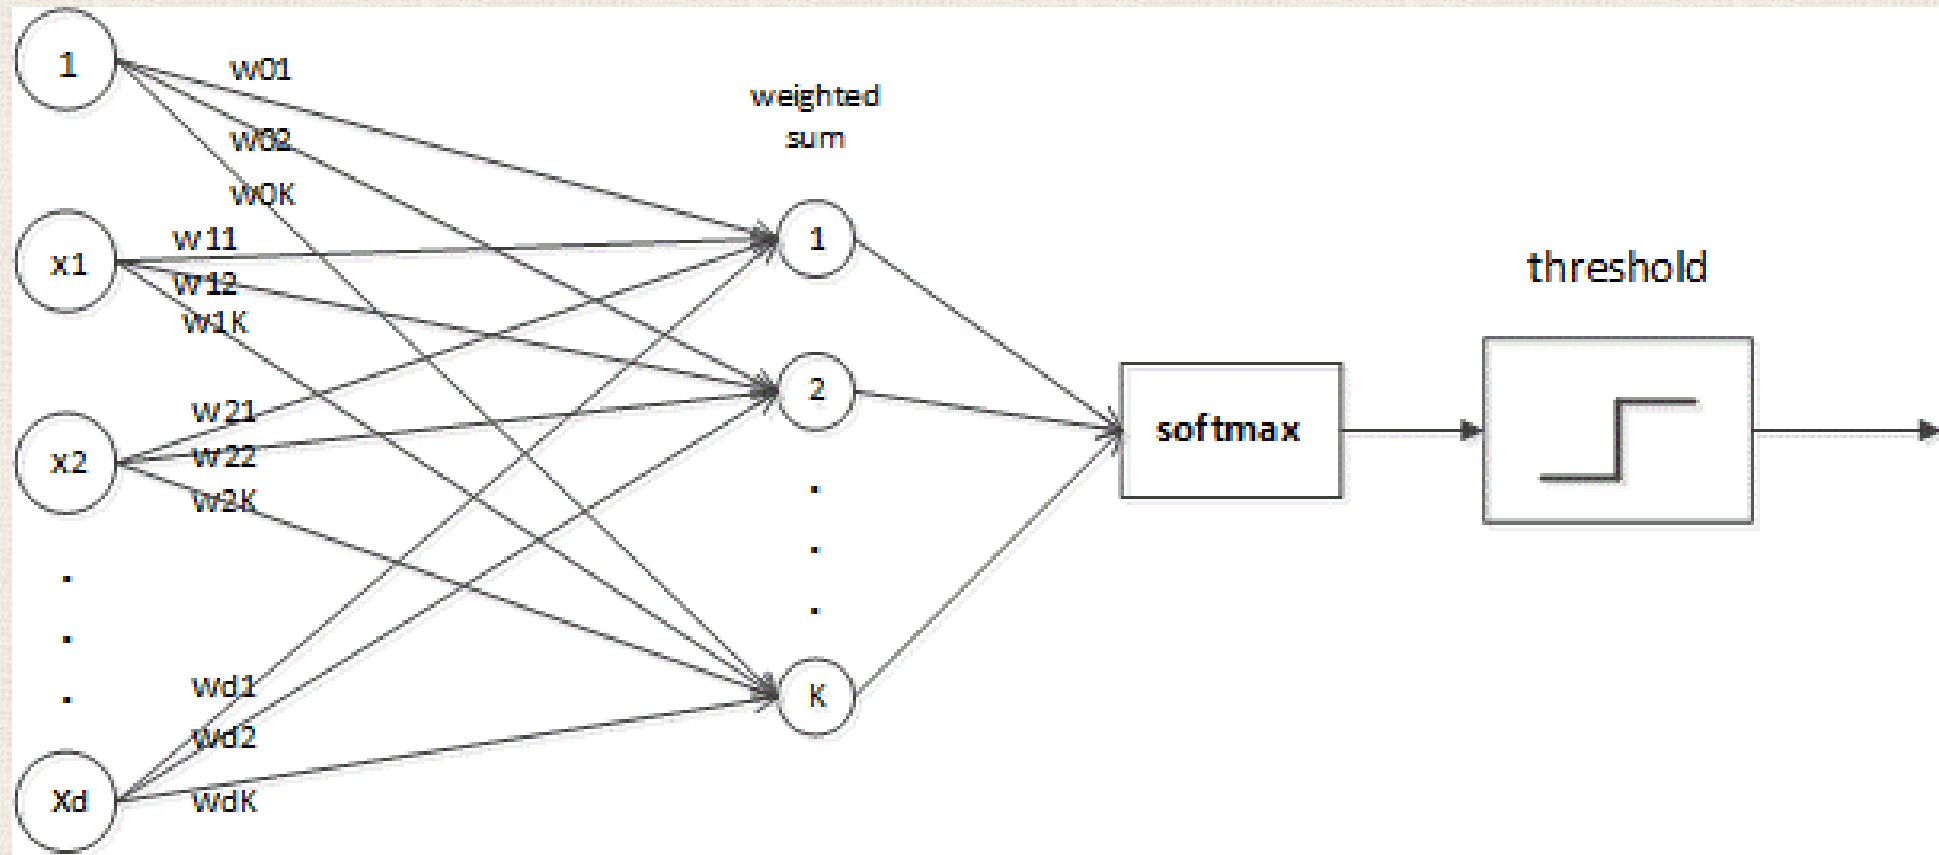 1
w01
w02
w0K
x1
w11
w12
w1K
x2
w21
w22
w2K
.
.
.
Xd
wd1
wd2
wdK
weighted
sum
1
2
.
.
.
K
softmax
threshold